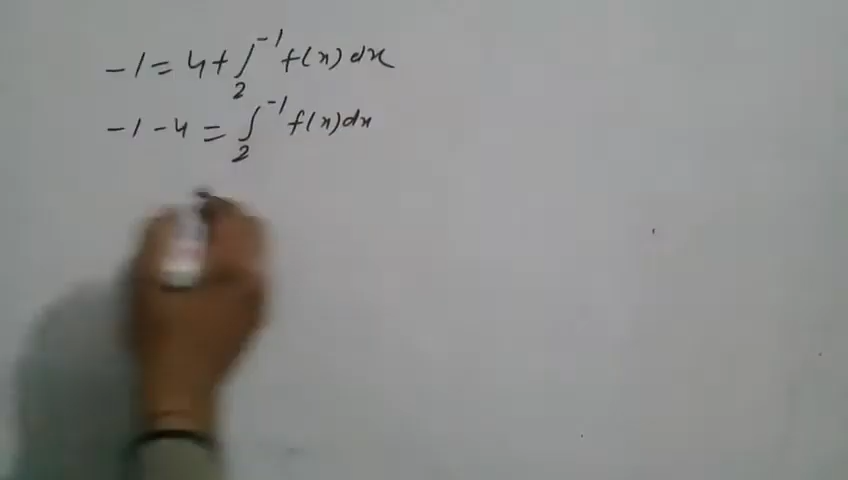 -1 = 4 + ∫₂⁻¹ f(x) dx
-1 - 4 = ∫₂⁻¹ f(x) dx